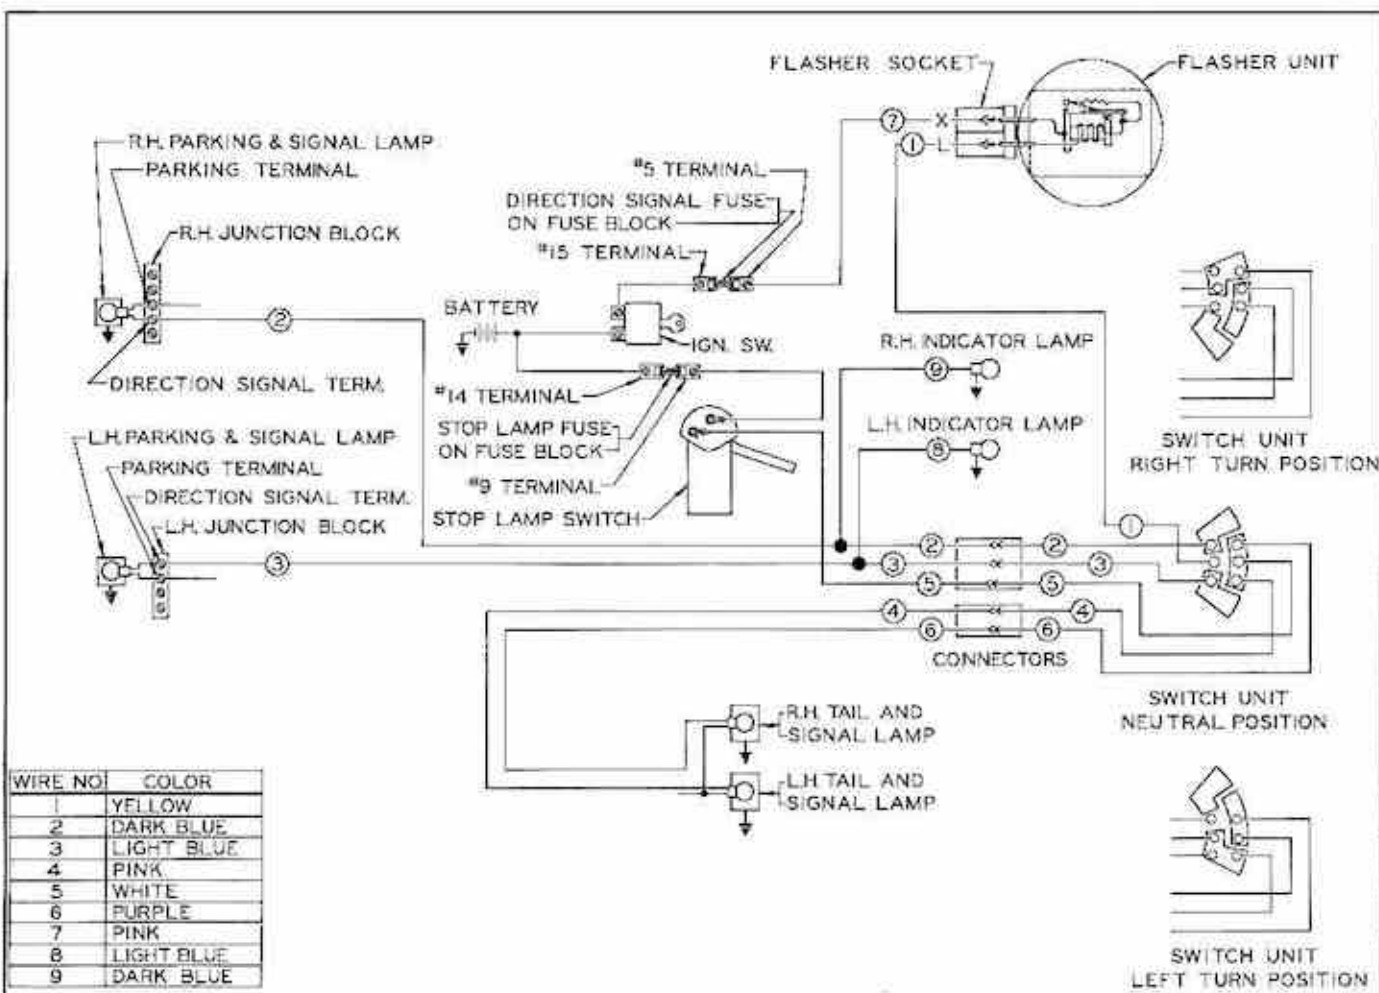 FLASHER SOCKET
FLASHER UNIT
7
X
1
L
R.H. PARKING & SIGNAL LAMP
PARKING TERMINAL
R.H. JUNCTION BLOCK
2
DIRECTION SIGNAL TERM.
#5 TERMINAL
DIRECTION SIGNAL FUSE
ON FUSE BLOCK
#15 TERMINAL
BATTERY
IGN. SW.
#14 TERMINAL
STOP LAMP FUSE
ON FUSE BLOCK
#9 TERMINAL
STOP LAMP SWITCH
R.H. INDICATOR LAMP
9
L.H. INDICATOR LAMP
8
SWITCH UNIT
RIGHT TURN POSITION
L.H. PARKING & SIGNAL LAMP
PARKING TERMINAL
DIRECTION SIGNAL TERM.
L.H. JUNCTION BLOCK
3
1
2 2
3 3
5 5
4 4
6 6
CONNECTORS
SWITCH UNIT
NEUTRAL POSITION
R.H. TAIL AND
SIGNAL LAMP
L.H. TAIL AND
SIGNAL LAMP
SWITCH UNIT
LEFT TURN POSITION
WIRE NO. COLOR
1 YELLOW
2 DARK BLUE
3 LIGHT BLUE
4 PINK
5 WHITE
6 PURPLE
7 PINK
8 LIGHT BLUE
9 DARK BLUE